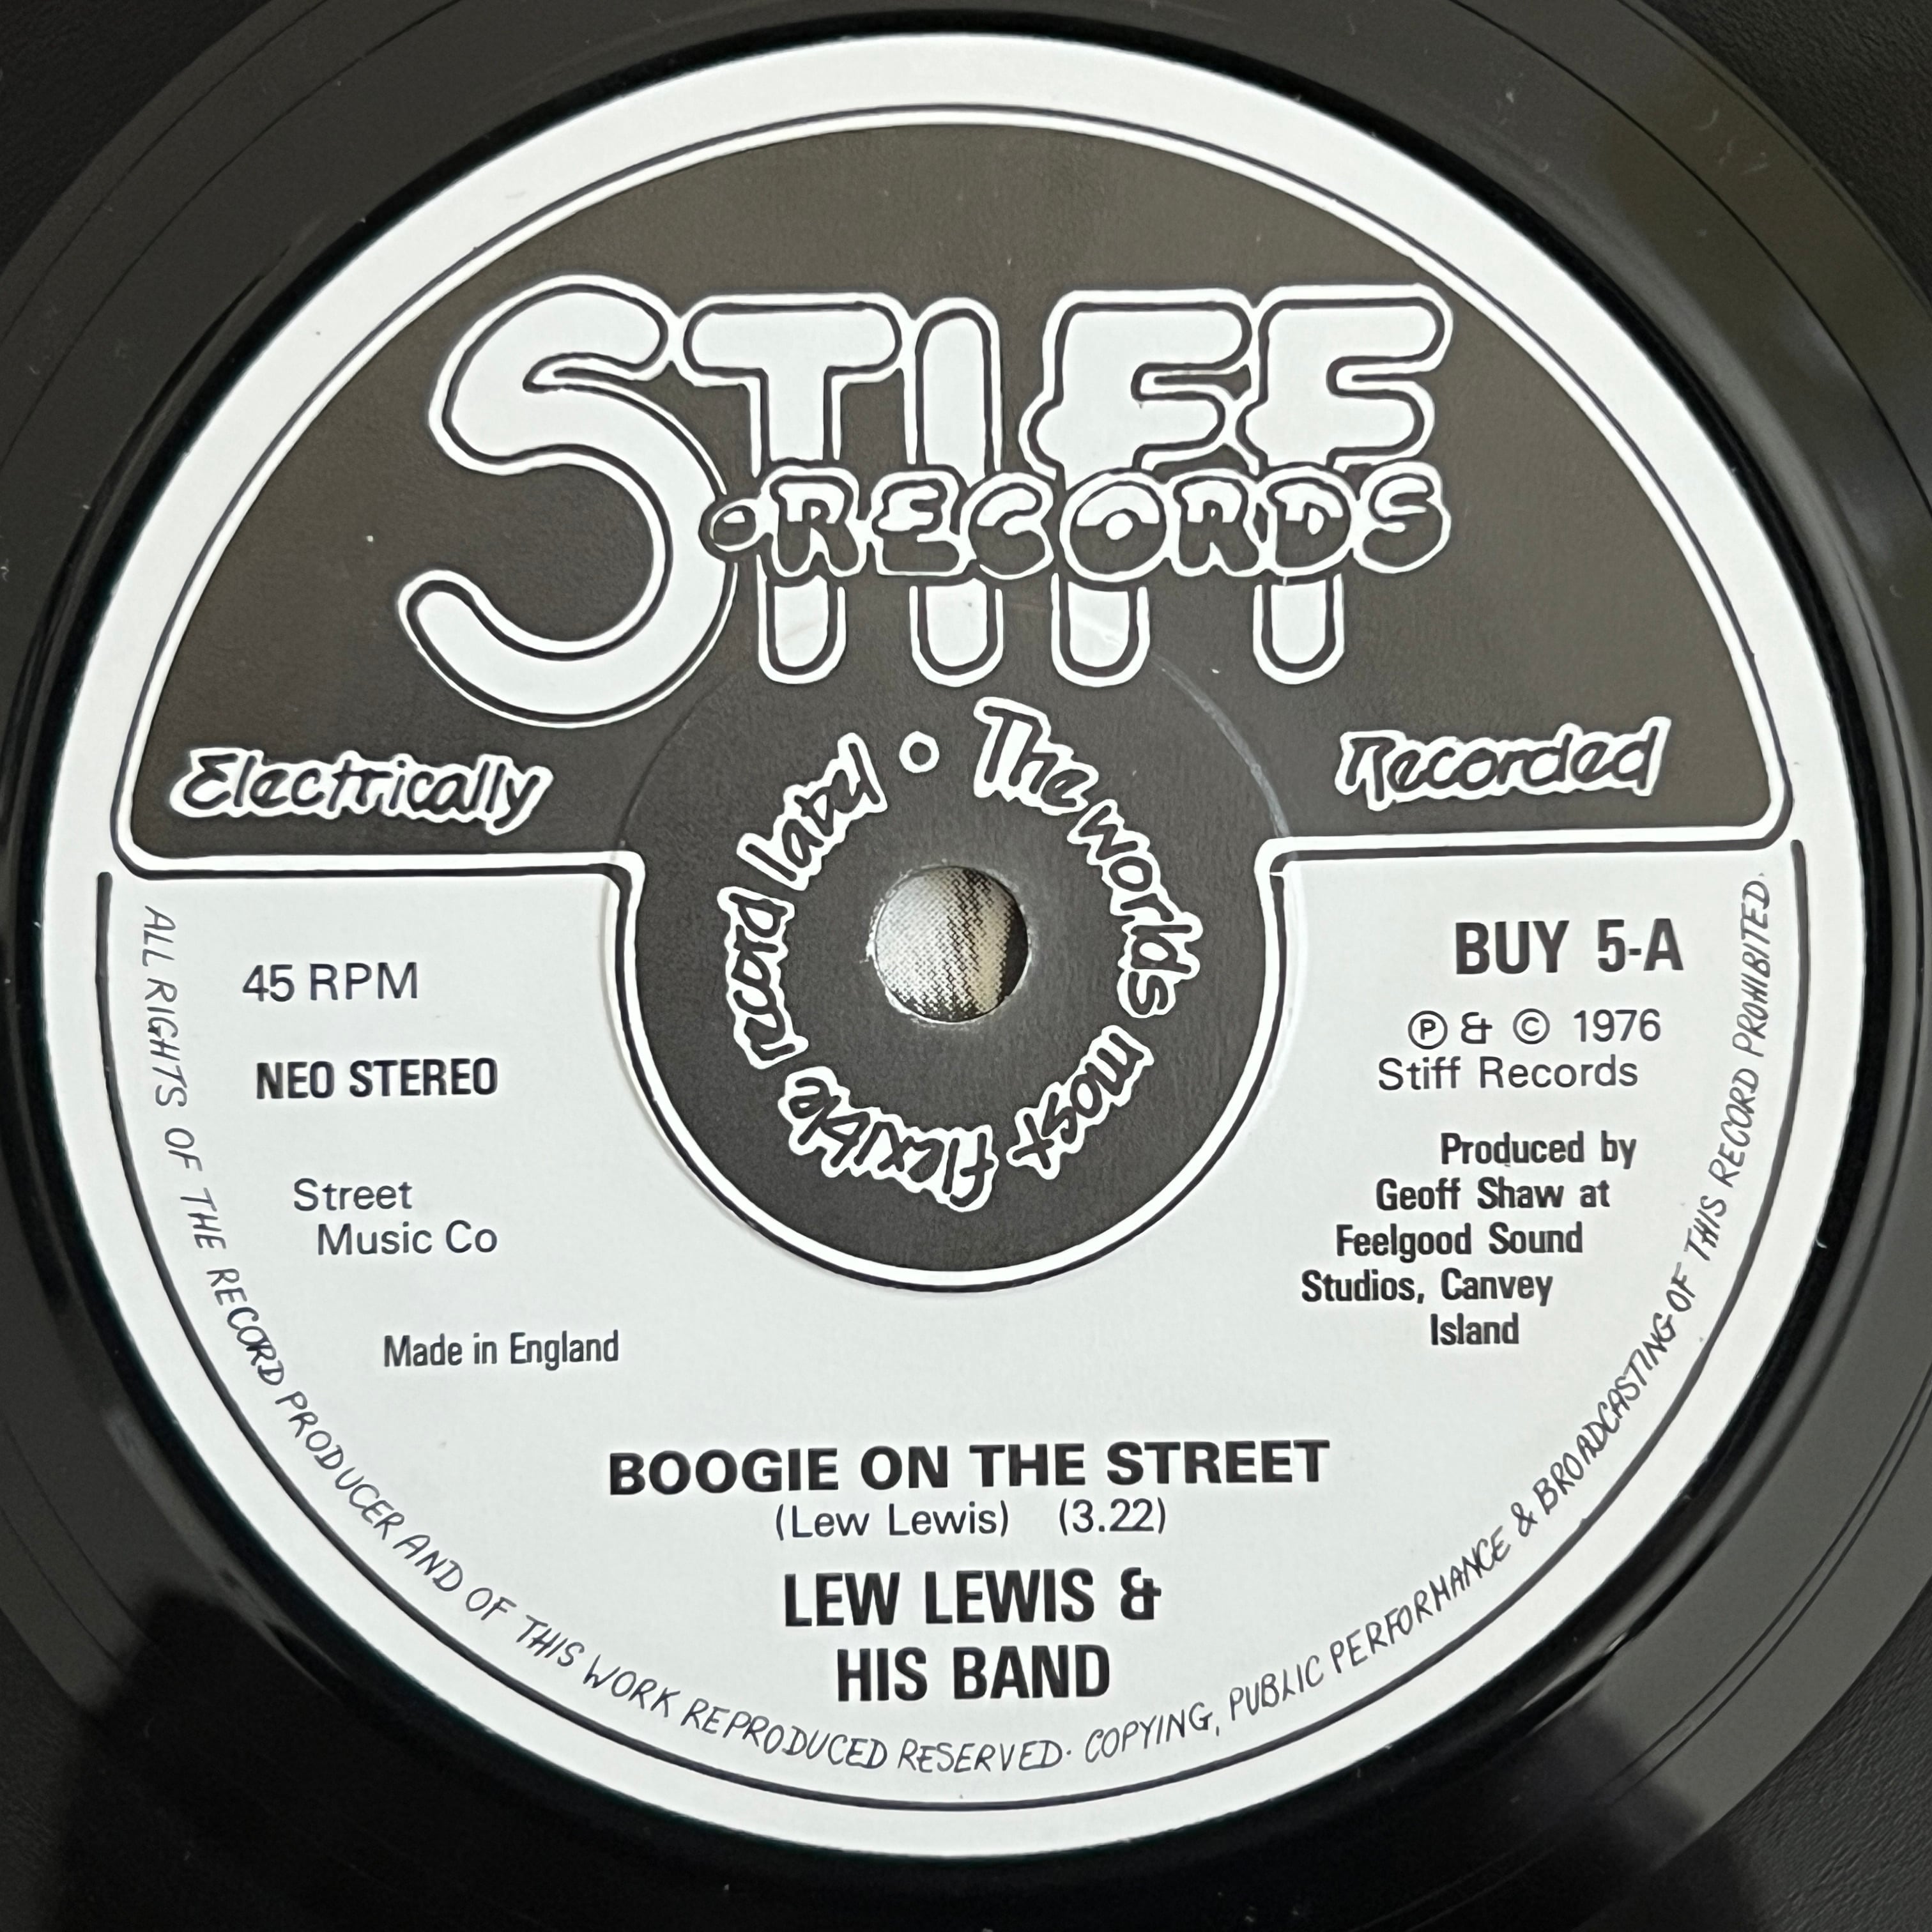 STIFF
·RECORDS
Electrically
Recorded
The worlds most flexible record label
45 RPM
NEO STEREO
Street
Music Co
Made in England
BUY 5-A
Ⓟ & © 1976
Stiff Records
Produced by
Geoff Shaw at
Feelgood Sound
Studios, Canvey
Island
BOOGIE ON THE STREET
(Lew Lewis) (3.22)
LEW LEWIS &
HIS BAND
ALL RIGHTS OF THE RECORD PRODUCER AND OF THIS WORK REPRODUCED RESERVED· COPYING, PUBLIC PERFORMANCE & BROADCASTING OF THIS RECORD PROHIBITED.